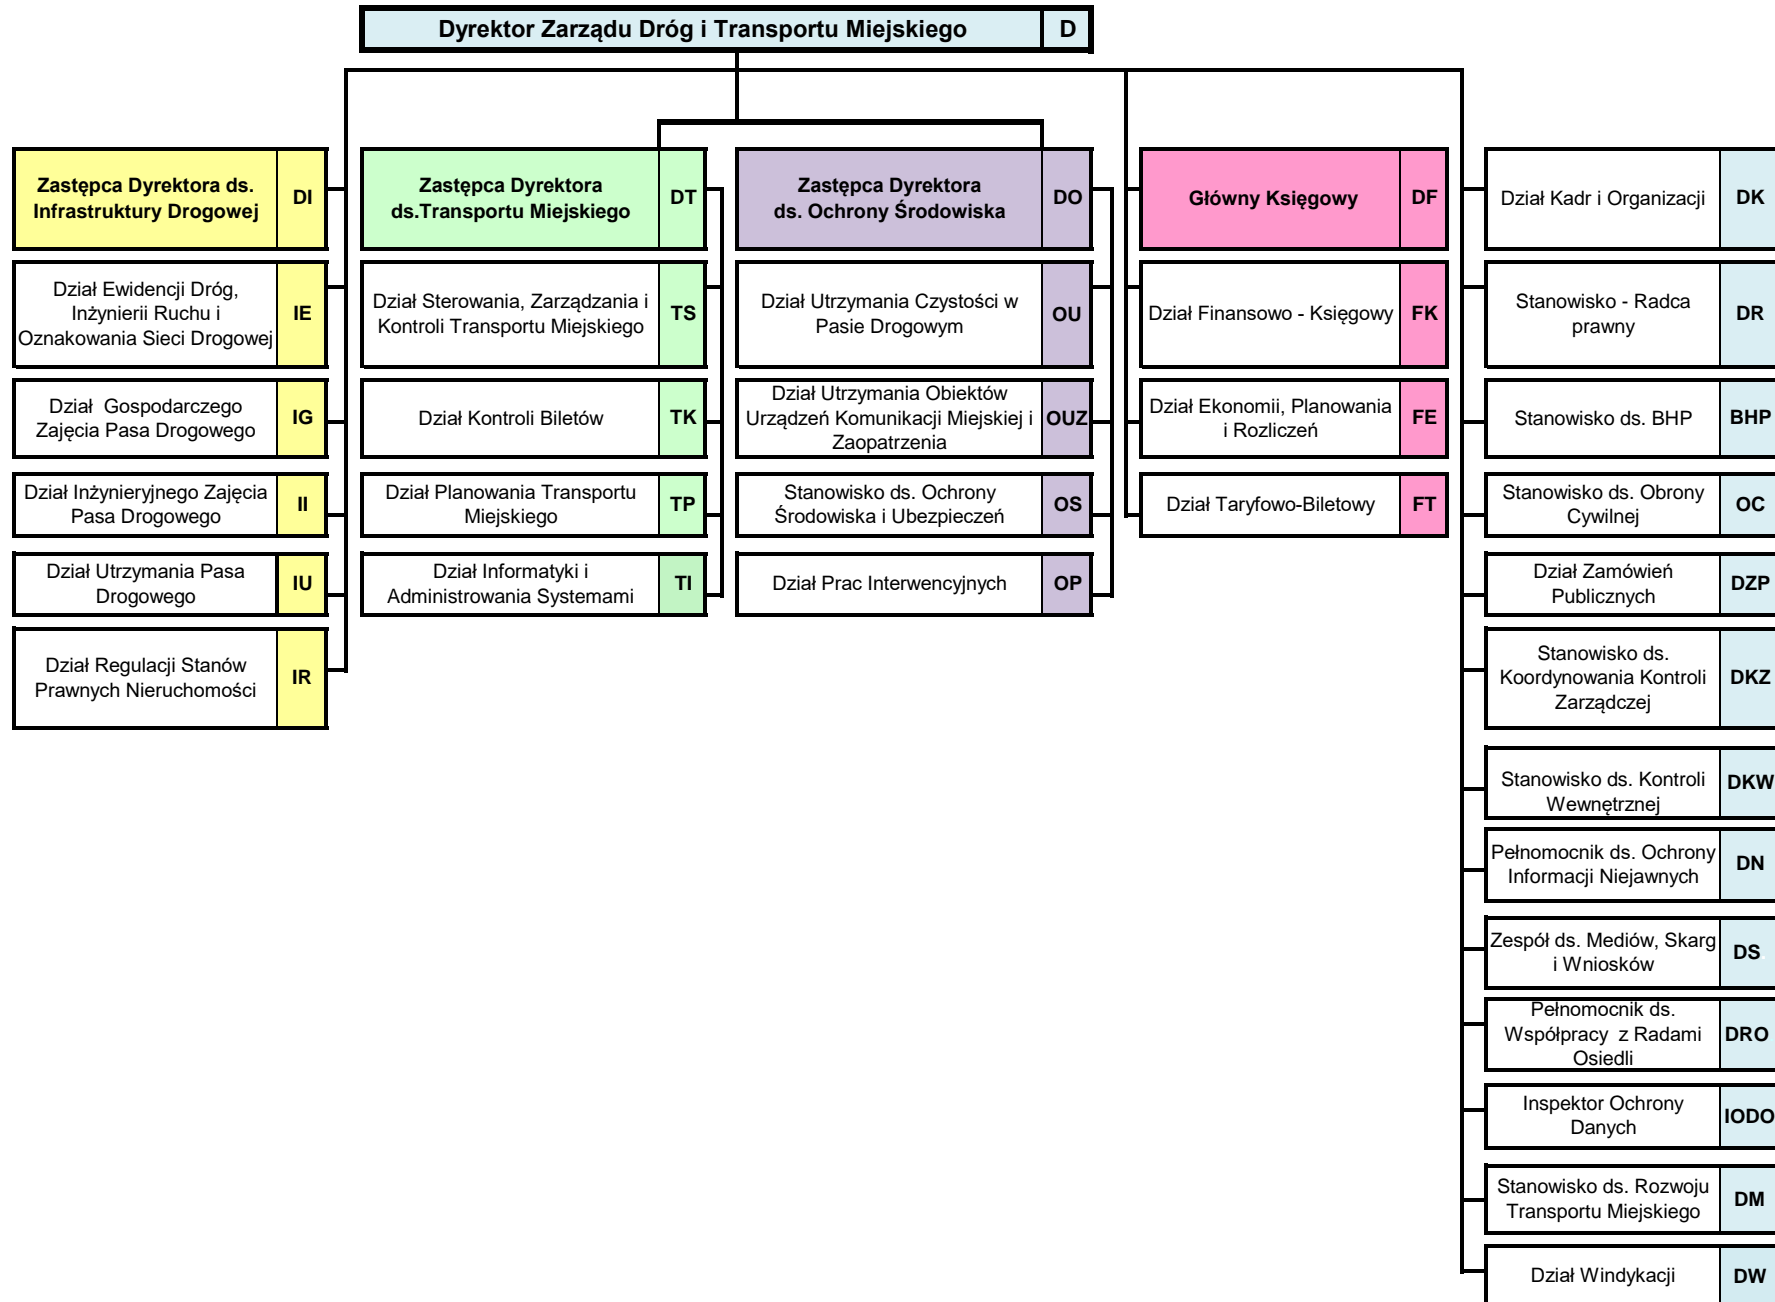 Dyrektor Zarządu Dróg i Transportu Miejskiego D
Zastępca Dyrektora ds.
Infrastruktury Drogowej
DI
Dział Ewidencji Dróg,
Inżynierii Ruchu i
Oznakowania Sieci Drogowej
IE
Dział  Gospodarczego
Zajęcia Pasa Drogowego
IG
Dział Inżynieryjnego Zajęcia
Pasa Drogowego
II
Dział Utrzymania Pasa
Drogowego
IU
Dział Regulacji Stanów
Prawnych Nieruchomości
IR
Zastępca Dyrektora
ds.Transportu Miejskiego
DT
Dział Sterowania, Zarządzania i
Kontroli Transportu Miejskiego
TS
Dział Kontroli Biletów
TK
Dział Planowania Transportu
Miejskiego
TP
Dział Informatyki i
Administrowania Systemami
TI
Zastępca Dyrektora
ds. Ochrony Środowiska
DO
Dział Utrzymania Czystości w
Pasie Drogowym
OU
Dział Utrzymania Obiektów
Urządzeń Komunikacji Miejskiej i
Zaopatrzenia
OUZ
Stanowisko ds. Ochrony
Środowiska i Ubezpieczeń
OS
Dział Prac Interwencyjnych
OP
Główny Księgowy
DF
Dział Finansowo - Księgowy
FK
Dział Ekonomii, Planowania
i Rozliczeń
FE
Dział Taryfowo-Biletowy
FT
Dział Kadr i Organizacji
DK
Stanowisko - Radca
prawny
DR
Stanowisko ds. BHP
BHP
Stanowisko ds. Obrony
Cywilnej
OC
Dział Zamówień
Publicznych
DZP
Stanowisko ds.
Koordynowania Kontroli
Zarządczej
DKZ
Stanowisko ds. Kontroli
Wewnętrznej
DKW
Pełnomocnik ds. Ochrony
Informacji Niejawnych
DN
Zespół ds. Mediów, Skarg
i Wniosków
DS
Pełnomocnik ds.
Współpracy  z Radami
Osiedli
DRO
Inspektor Ochrony
Danych
IODO
Stanowisko ds. Rozwoju
Transportu Miejskiego
DM
Dział Windykacji
DW